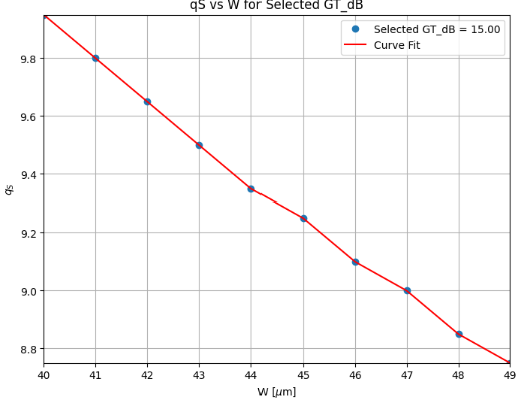 qS vs W for Selected GT_dB
Selected GT_dB = 15.00
Curve Fit
9.8
9.6
9.4
9.2
9.0
8.8
qs
40 41 42 43 44 45 46 47 48 49
W [μm]